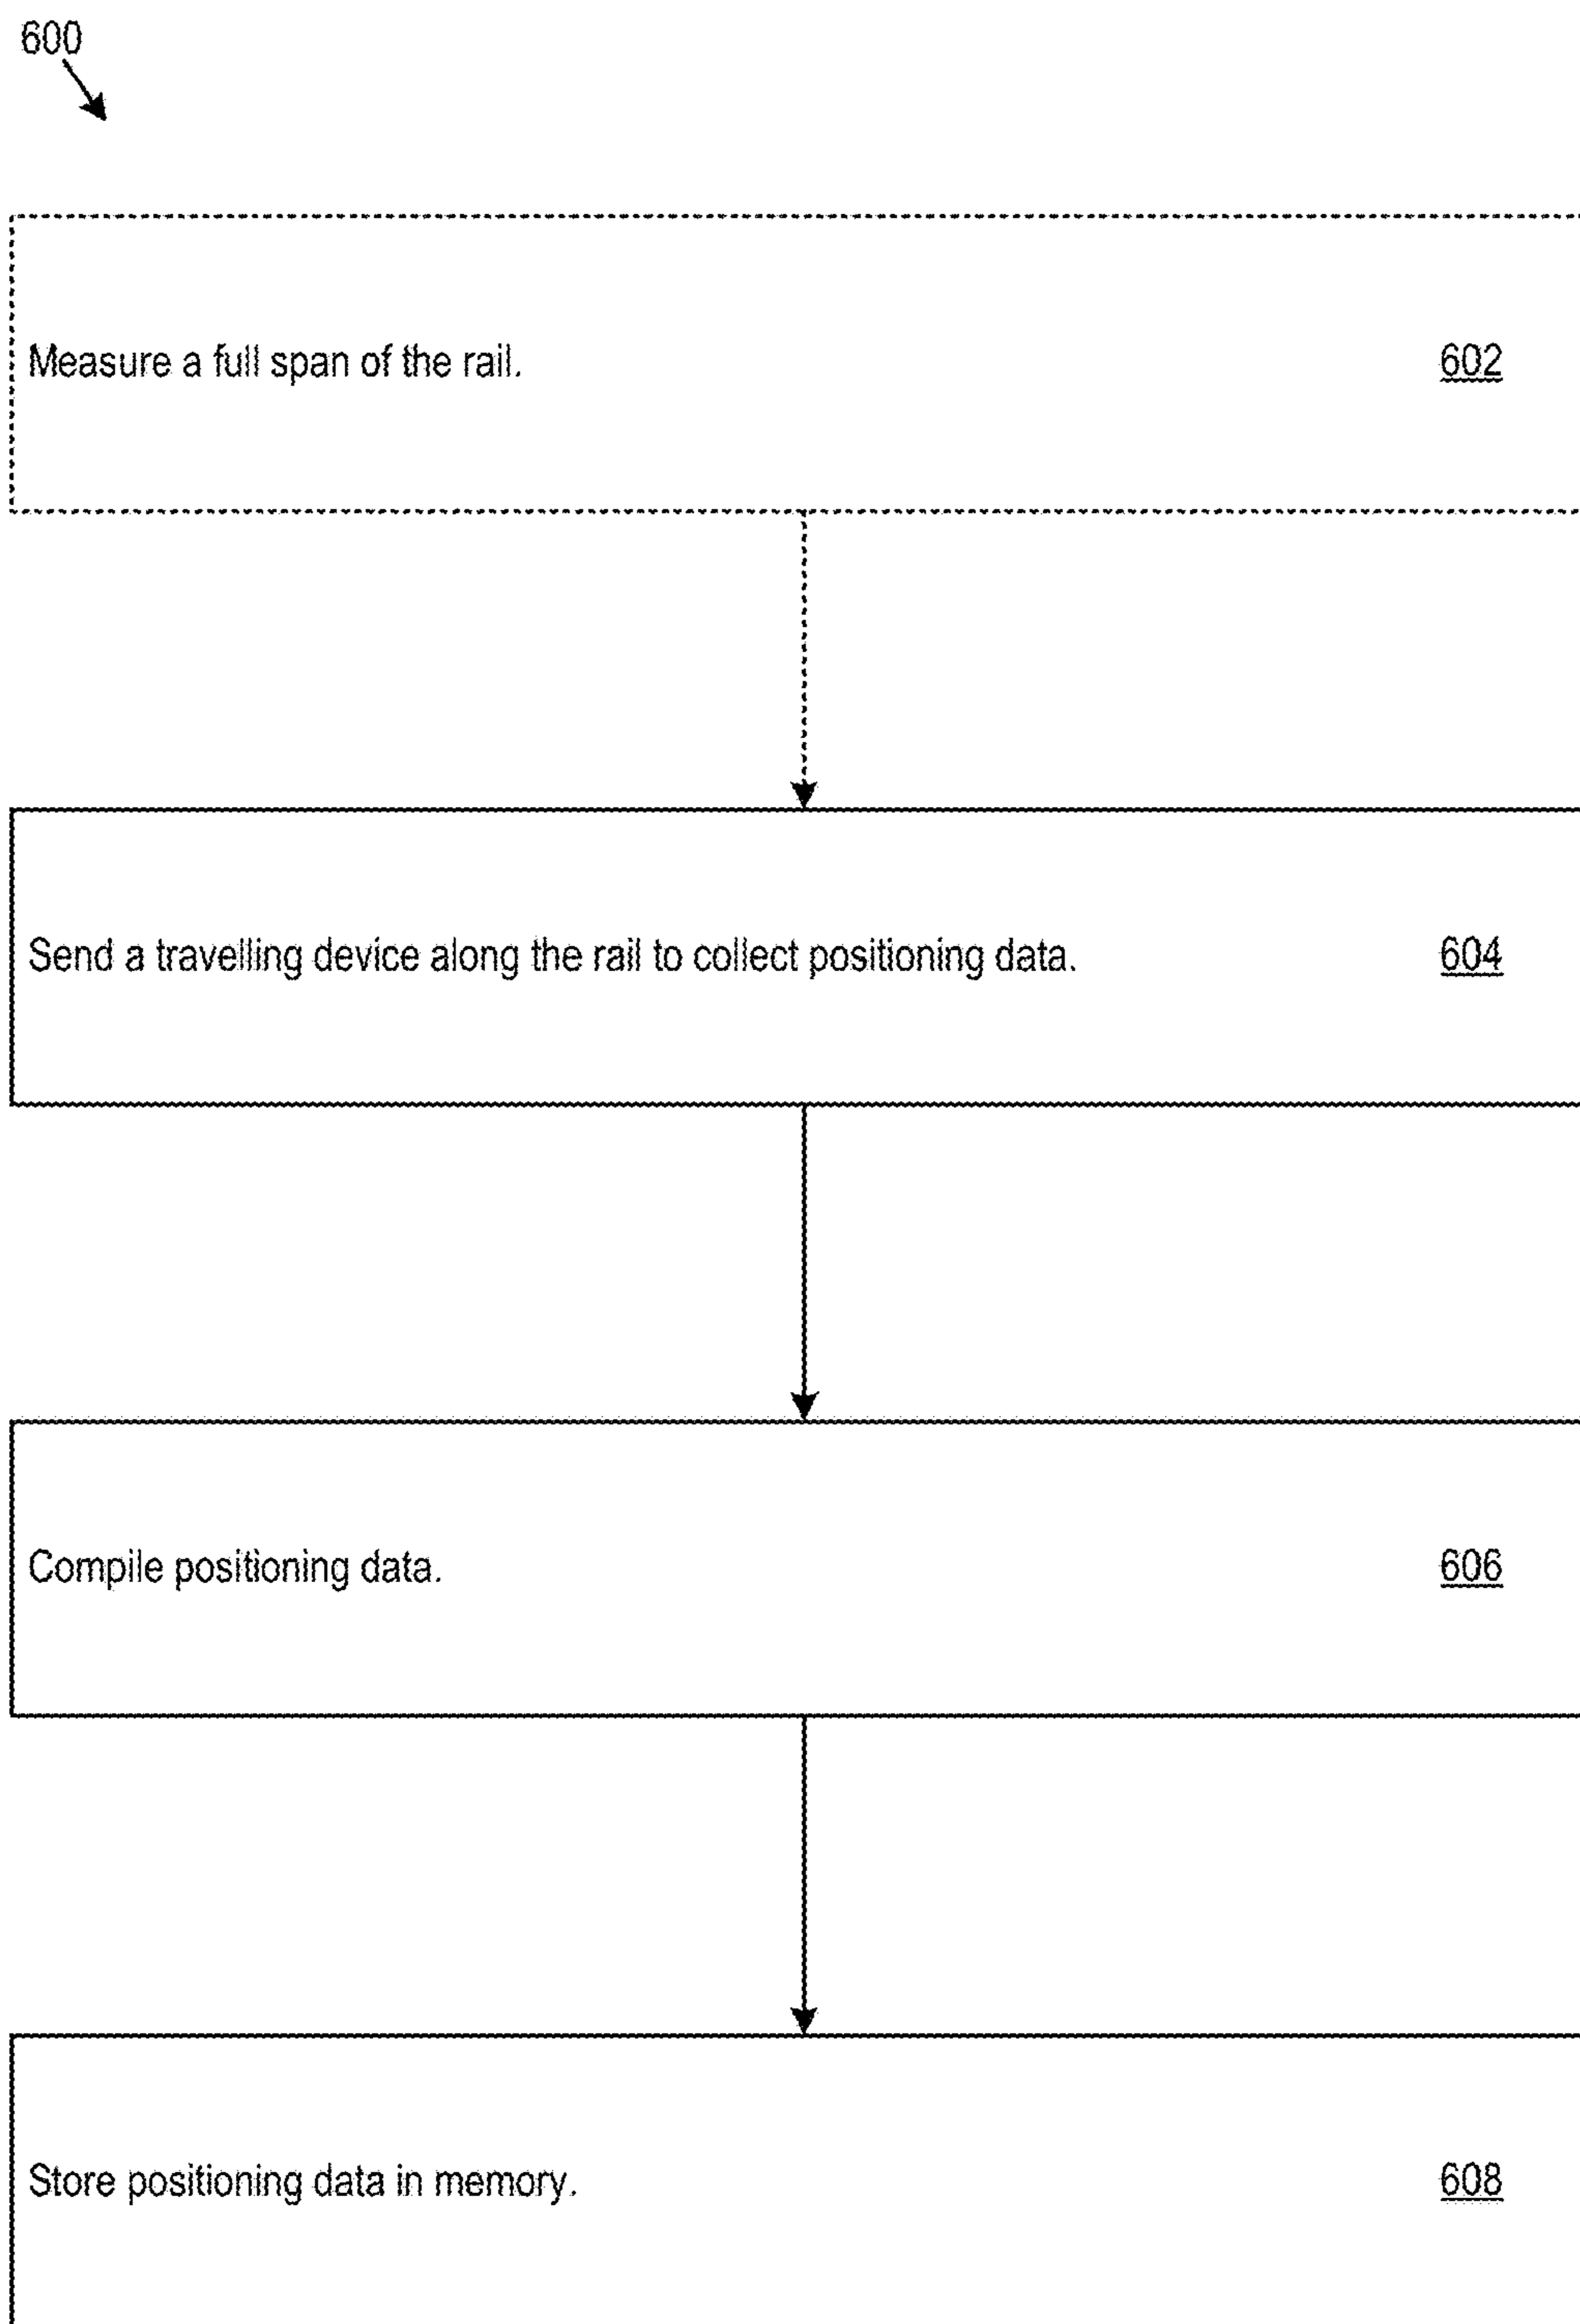 600
Measure a full span of the rail. 602
Send a travelling device along the rail to collect positioning data. 604
Compile positioning data. 606
Store positioning data in memory. 608